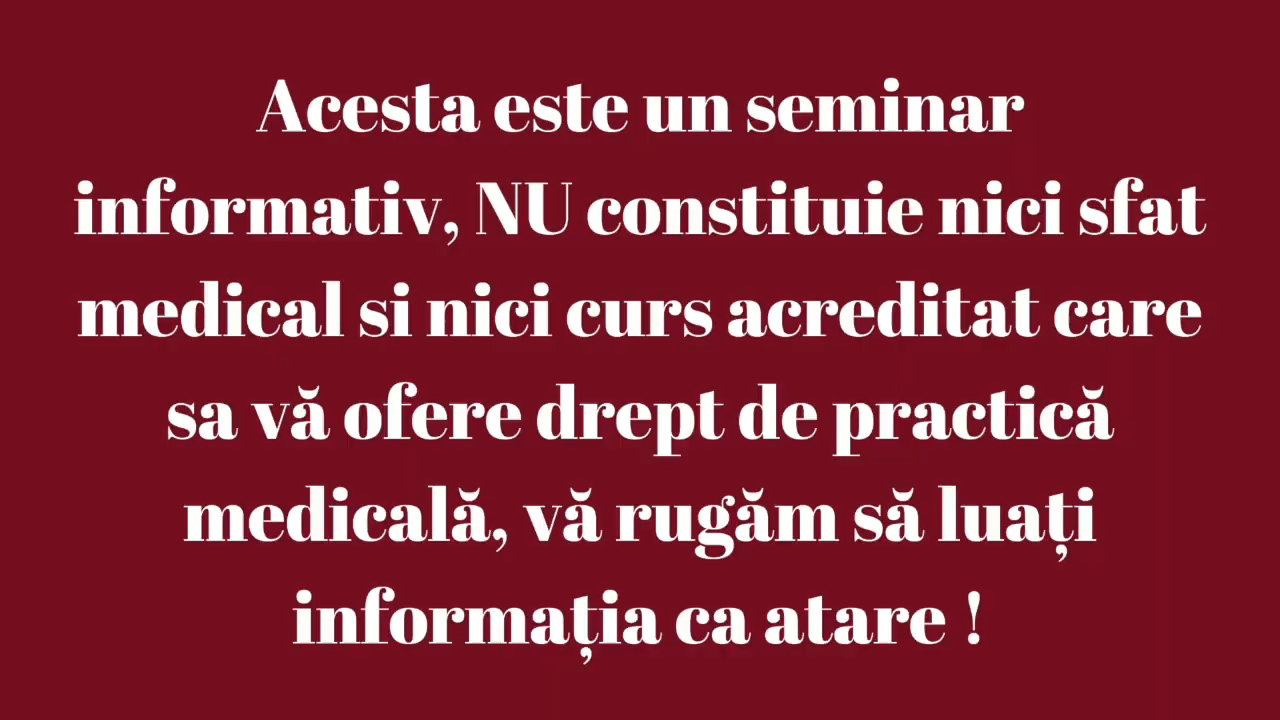 Acesta este un seminar
informativ, NU constituie nici sfat
medical si nici curs acreditat care
sa vă ofere drept de practică
medicală, vă rugăm să luați
informația ca atare !